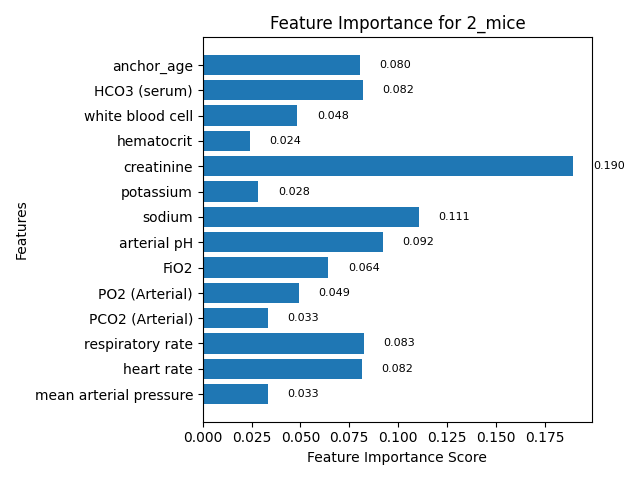 Feature Importance for 2_mice
anchor_age 0.080
HCO3 (serum) 0.082
white blood cell 0.048
hematocrit 0.024
creatinine 0.190
potassium 0.028
sodium 0.111
arterial pH 0.092
FiO2 0.064
PO2 (Arterial) 0.049
PCO2 (Arterial) 0.033
respiratory rate 0.083
heart rate 0.082
mean arterial pressure 0.033
Features
0.000 0.025 0.050 0.075 0.100 0.125 0.150 0.175
Feature Importance Score